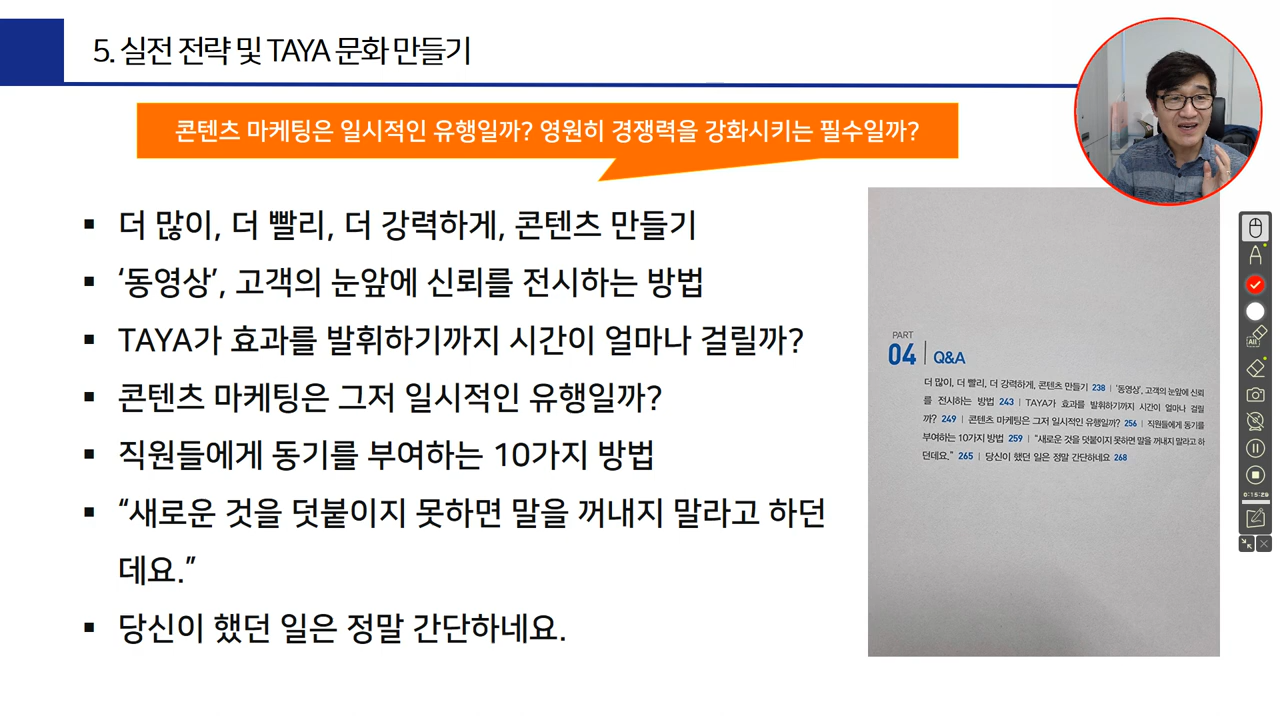 5. 실전 전략 및 TAYA 문화 만들기
콘텐츠 마케팅은 일시적인 유행일까? 영원히 경쟁력을 강화시키는 필수일까?
▪ 더 많이, 더 빨리, 더 강력하게, 콘텐츠 만들기
▪ ‘동영상’, 고객의 눈앞에 신뢰를 전시하는 방법
▪ TAYA가 효과를 발휘하기까지 시간이 얼마나 걸릴까?
▪ 콘텐츠 마케팅은 그저 일시적인 유행일까?
▪ 직원들에게 동기를 부여하는 10가지 방법
▪ “새로운 것을 덧붙이지 못하면 말을 꺼내지 말라고 하던
데요.”
▪ 당신이 했던 일은 정말 간단하네요.
PART
04 | Q&A
더 많이, 더 빨리, 더 강력하게, 콘텐츠 만들기 238 | ‘동영상’, 고객의 눈앞에 신뢰
를 전시하는 방법 243 | TAYA가 효과를 발휘하기까지 시간이 얼마나 걸릴
까? 249 | 콘텐츠 마케팅은 그저 일시적인 유행일까? 256 | 직원들에게 동기를
부여하는 10가지 방법 259 | “새로운 것을 덧붙이지 못하면 말을 꺼내지 말라고 하
던데요.” 265 | 당신이 했던 일은 정말 간단하네요 268
A
All
0:15:29